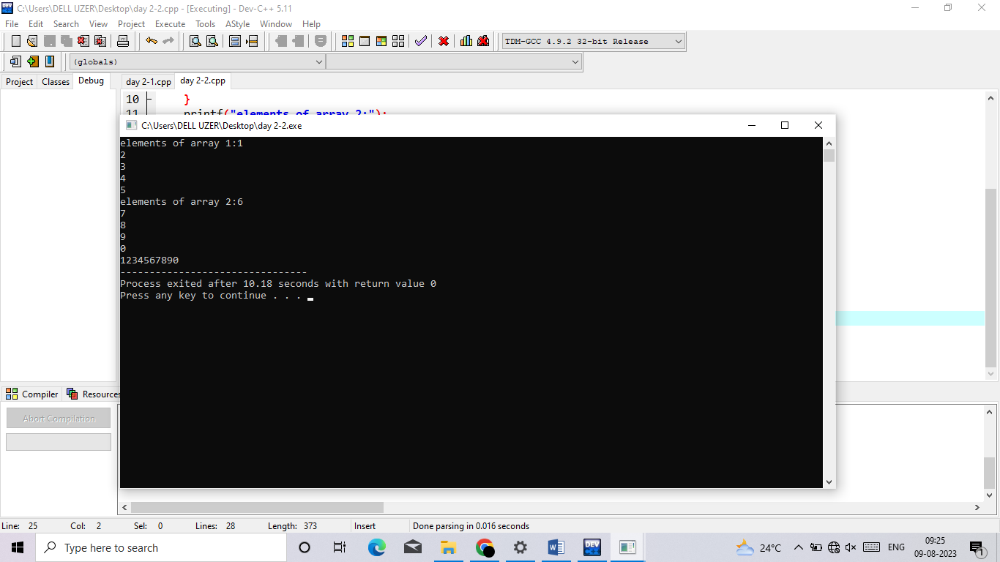 C:\Users\DELL UZER\Desktop\day 2-2.cpp - [Executing] - Dev-C++ 5.11
File Edit Search View Project Execute Tools AStyle Window Help
TDM-GCC 4.9.2 32-bit Release
(globals)
Project Classes Debug day 2-1.cpp day 2-2.cpp
10 }
11 printf("elements of array 2:");
C:\Users\DELL UZER\Desktop\day 2-2.exe
elements of array 1:1
2
3
4
5
elements of array 2:6
7
8
9
0
1234567890
--------------------------------
Process exited after 10.18 seconds with return value 0
Press any key to continue . . .
Compiler Resources
Abort Compilation
Line: 25 Col: 2 Sel: 0 Lines: 28 Length: 373 Insert Done parsing in 0.016 seconds
Type here to search
DEV
24°C
ENG
09:25
09-08-2023
1